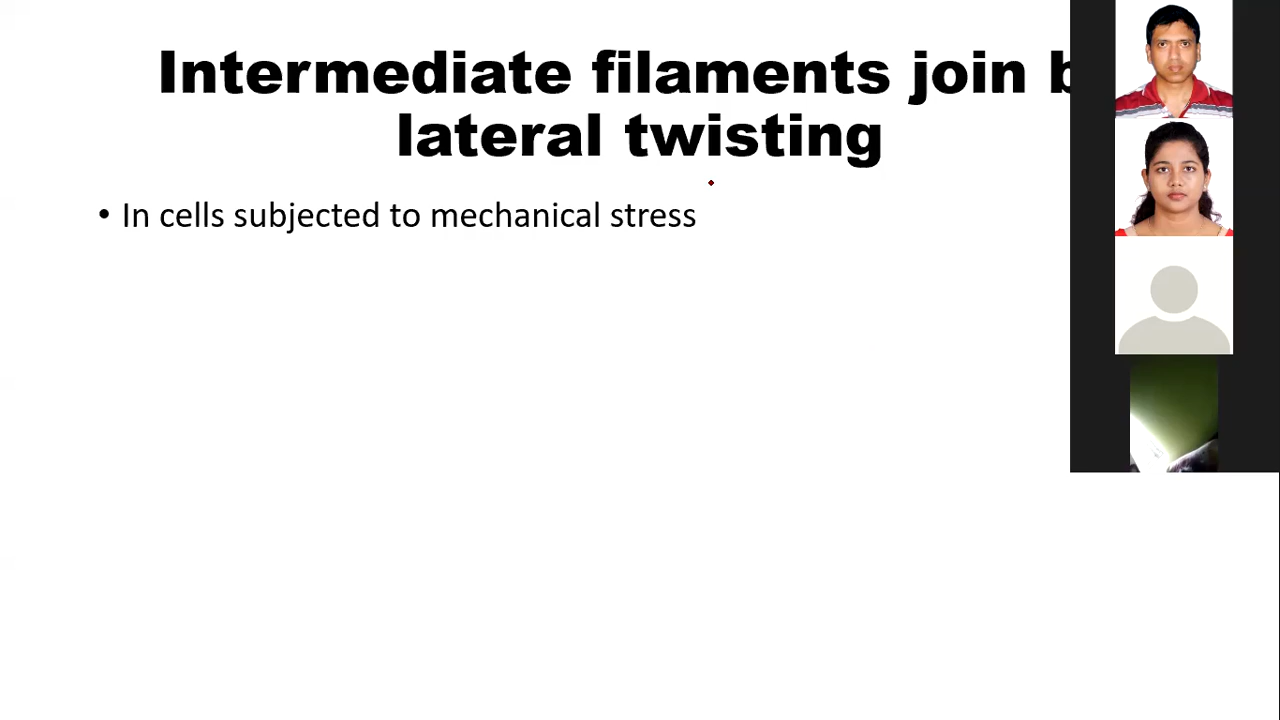 Intermediate filaments join b
lateral twisting
• In cells subjected to mechanical stress